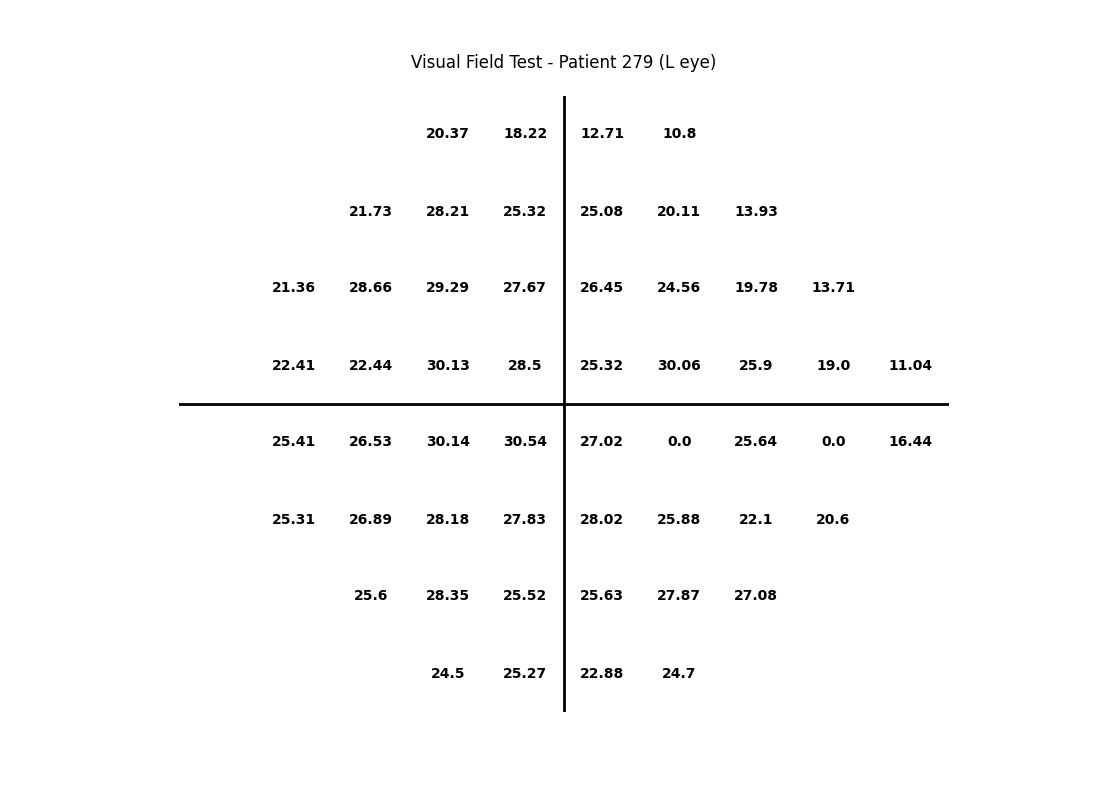 Visual Field Test - Patient 279 (L eye)
20.37 18.22 12.71 10.8
21.73 28.21 25.32 25.08 20.11 13.93
21.36 28.66 29.29 27.67 26.45 24.56 19.78 13.71
22.41 22.44 30.13 28.5 25.32 30.06 25.9 19.0 11.04
25.41 26.53 30.14 30.54 27.02 0.0 25.64 0.0 16.44
25.31 26.89 28.18 27.83 28.02 25.88 22.1 20.6
25.6 28.35 25.52 25.63 27.87 27.08
24.5 25.27 22.88 24.7